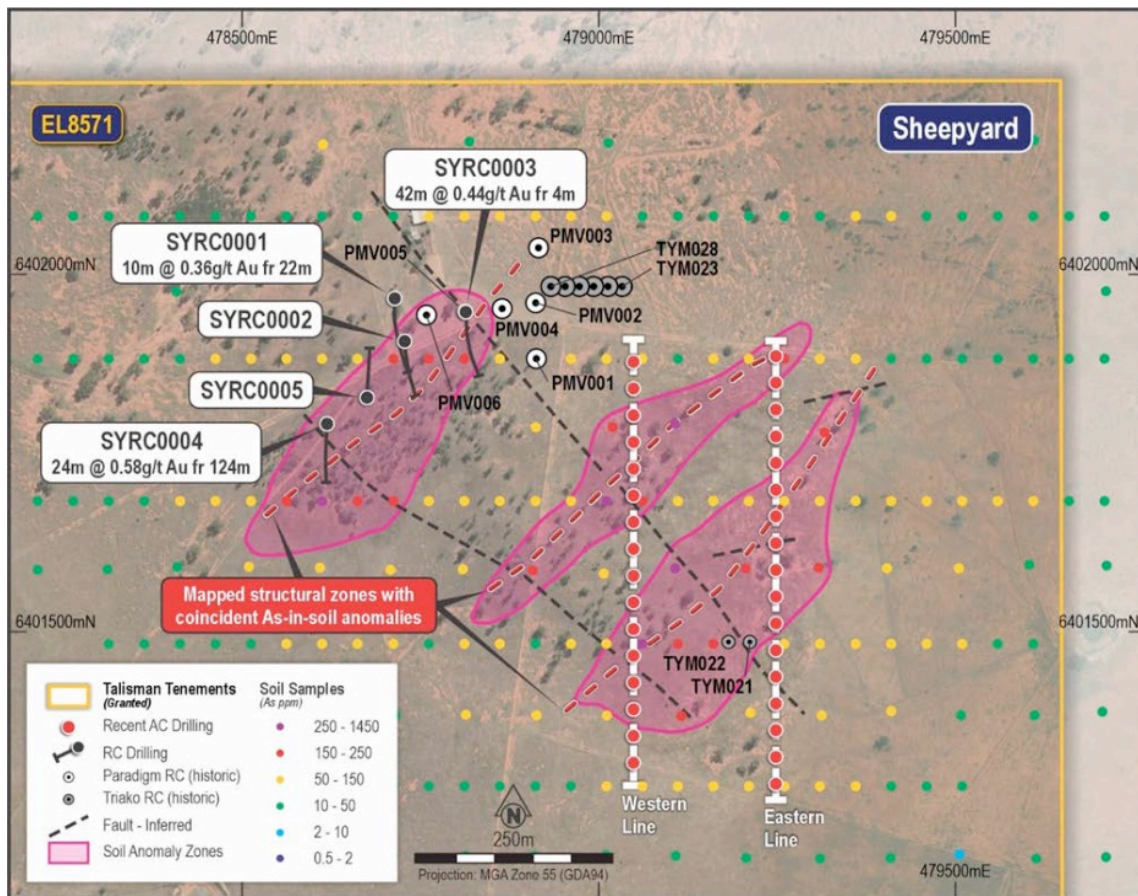 478500mE
479000mE
479500mE
EL8571
Sheepyard
SYRC0003
42m @ 0.44g/t Au fr 4m
SYRC0001
10m @ 0.36g/t Au fr 22m
PMV005
PMV003
TYM028
TYM023
6402000mN
6402000mN
SYRC0002
PMV004
PMV002
PMV001
SYRC0005
PMV006
SYRC0004
24m @ 0.58g/t Au fr 124m
Mapped structural zones with
coincident As-in-soil anomalies
6401500mN
6401500mN
TYM022
TYM021
Talisman Tenements
(Granted)
Recent AC Drilling
RC Drilling
Paradigm RC (historic)
Triako RC (historic)
Fault - Inferred
Soil Anomaly Zones
Soil Samples
(As ppm)
250 - 1450
150 - 250
50 - 150
10 - 50
2 - 10
0.5 - 2
N
250m
Projection: MGA Zone 55 (GDA94)
Western
Line
Eastern
Line
479500mE